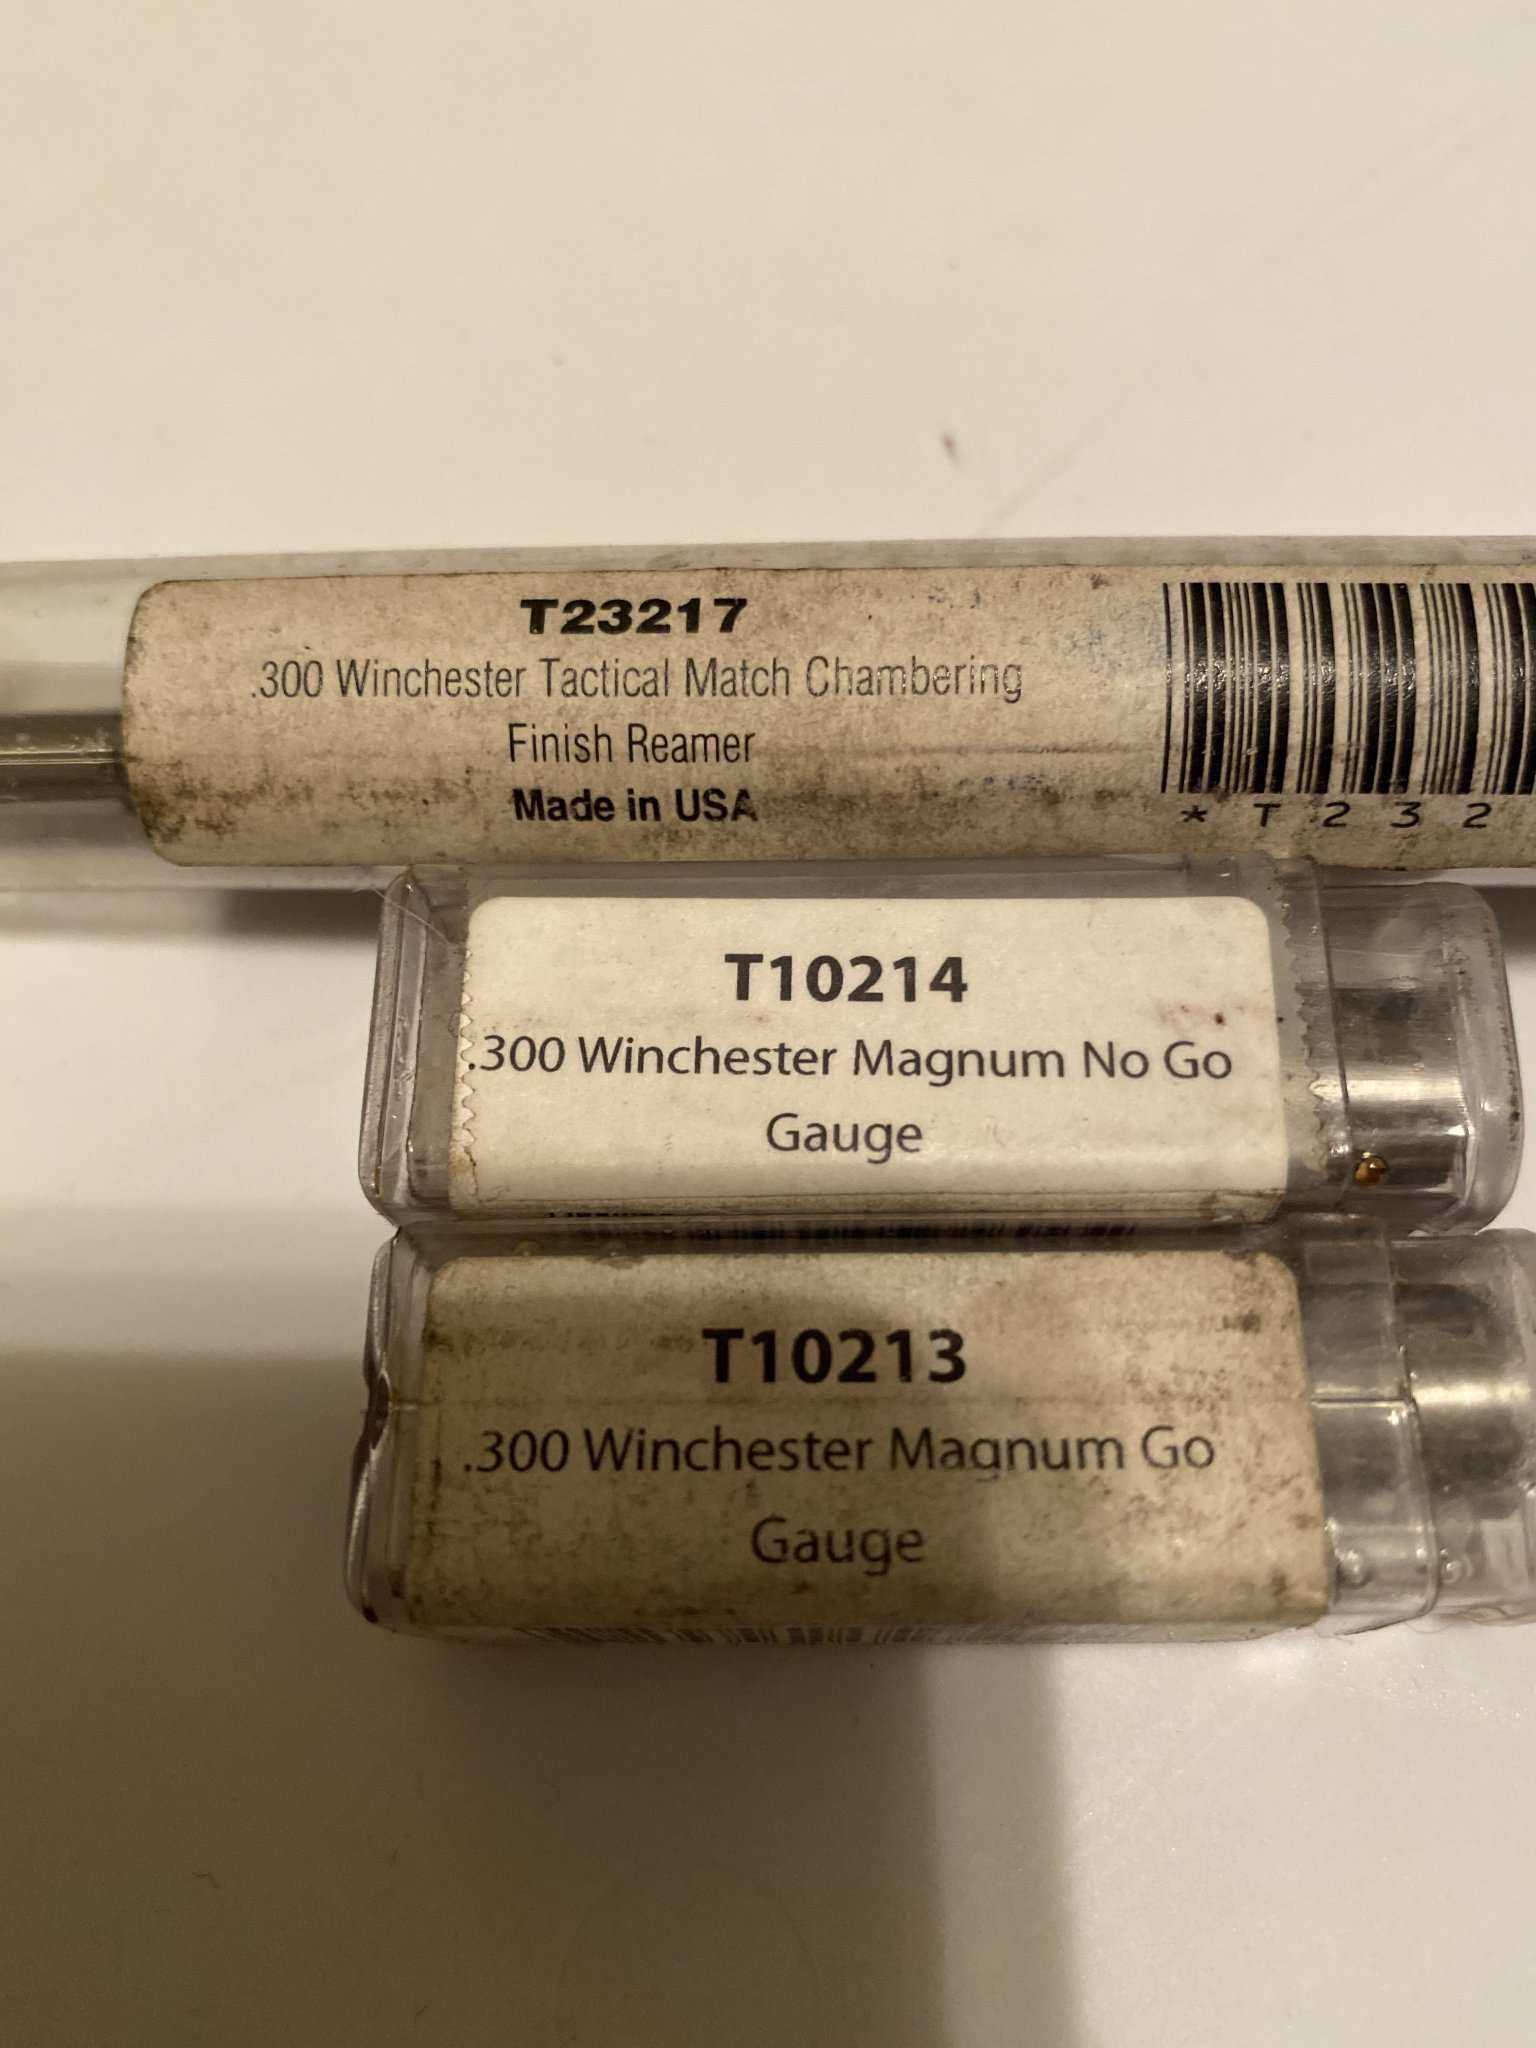 T23217
.300 Winchester Tactical Match Chambering
Finish Reamer
Made in USA
*T232
T10214
.300 Winchester Magnum No Go
Gauge
T10213
.300 Winchester Magnum Go
Gauge